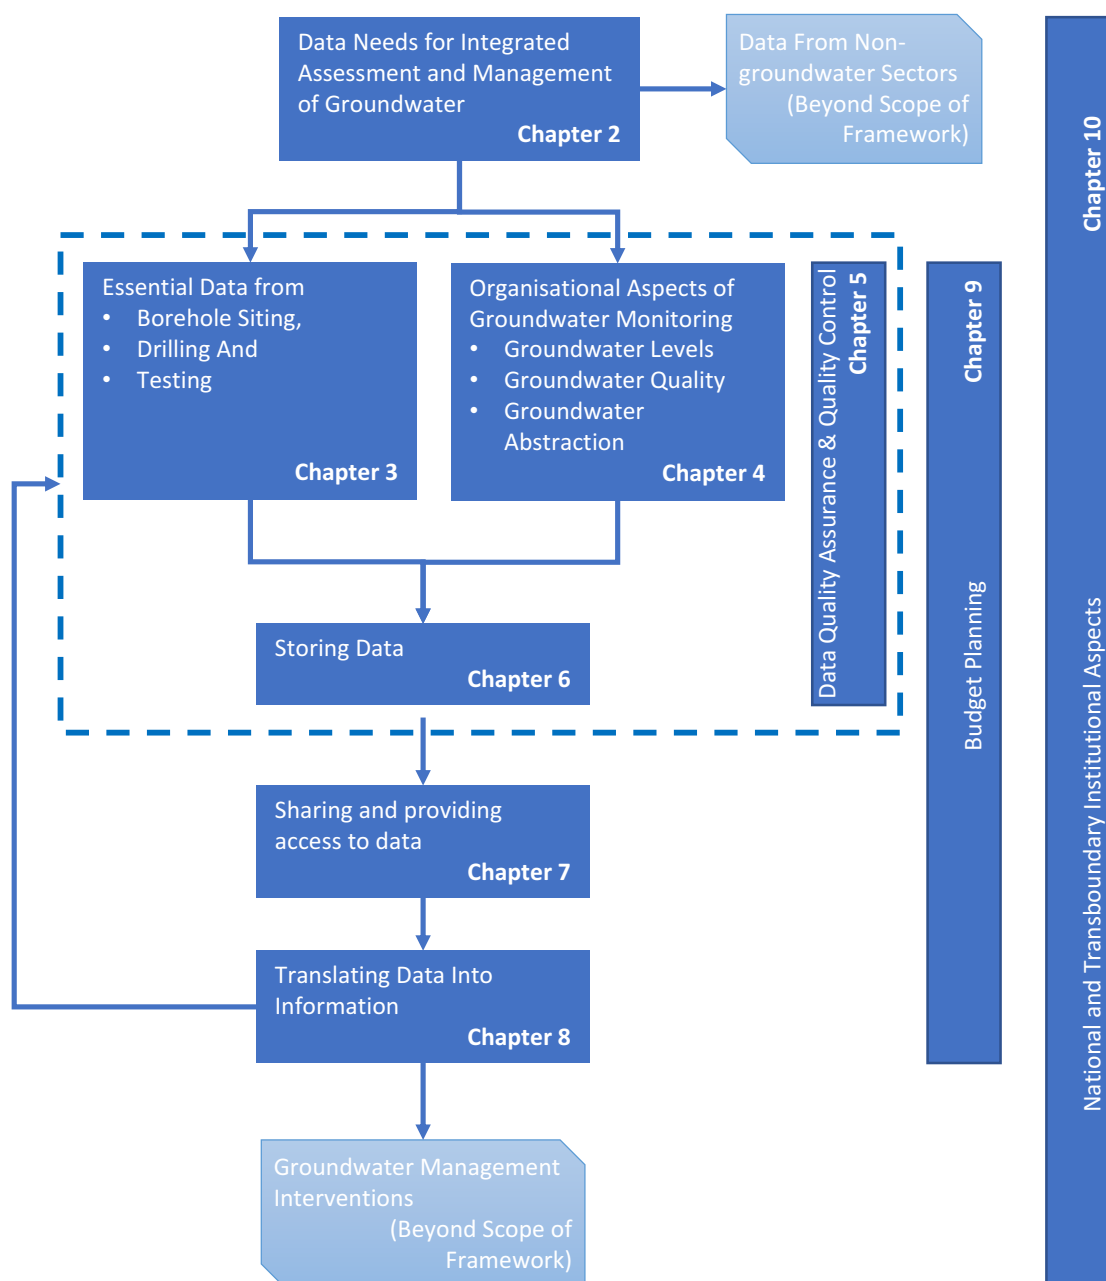 Data Needs for Integrated
Assessment and Management
of Groundwater
Chapter 2
Data From Non-
groundwater Sectors
(Beyond Scope of
Framework)
Essential Data from
• Borehole Siting,
• Drilling And
• Testing
Chapter 3
Organisational Aspects of
Groundwater Monitoring
• Groundwater Levels
• Groundwater Quality
• Groundwater
Abstraction
Chapter 4
Data Quality Assurance & Quality Control
Chapter 5
Storing Data
Chapter 6
Sharing and providing
access to data
Chapter 7
Translating Data Into
Information
Chapter 8
Groundwater Management
Interventions
(Beyond Scope of
Framework)
Budget Planning
Chapter 9
National and Transboundary Institutional Aspects
Chapter 10